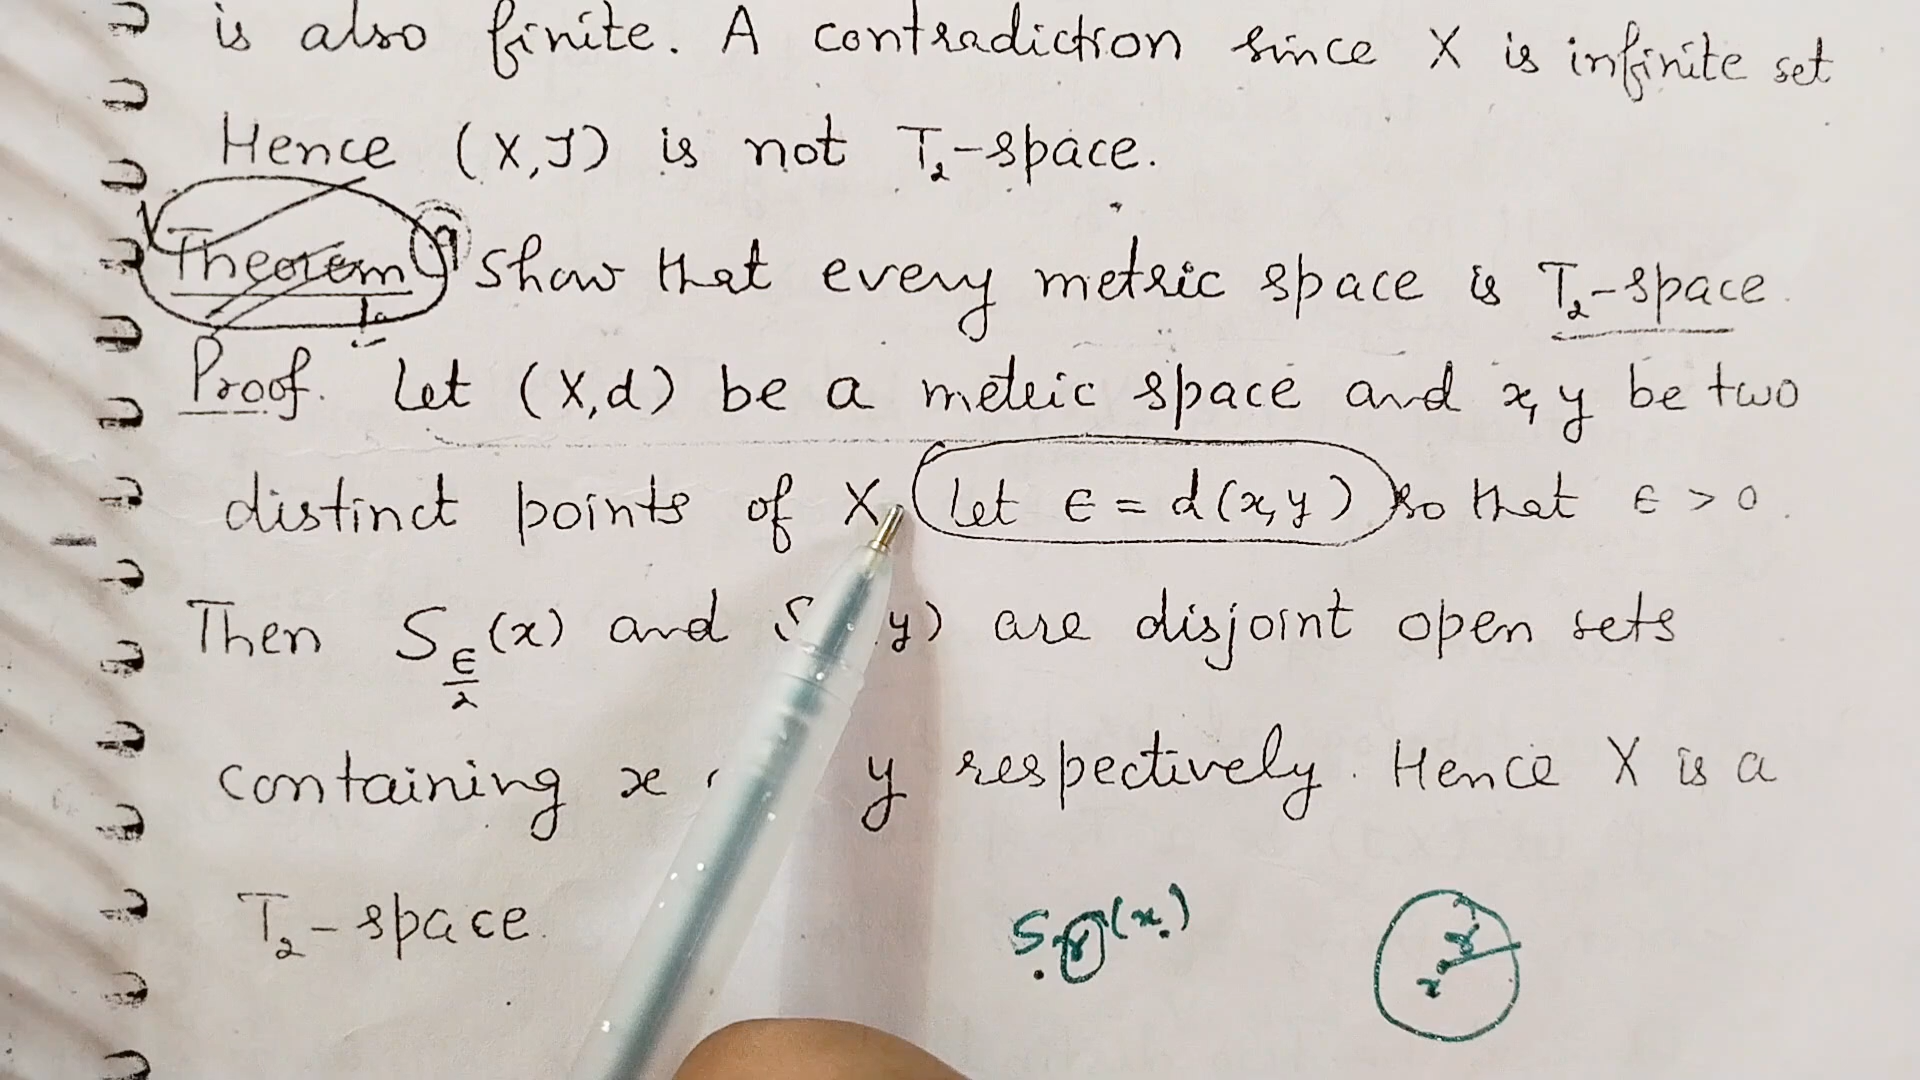 is also finite. A contradiction since X is infinite set
Hence (X,J) is not T₂-space.
Theorem Show that every metric space is T₂-space.
Proof. Let (X,d) be a metric space and x, y be two
distinct points of X. Let ϵ = d(x,y) so that ϵ > 0.
Then S_ϵ/2 (x) and S y) are disjoint open sets
containing x y respectively. Hence X is a
T₂-space.
S_r(x)
r
x